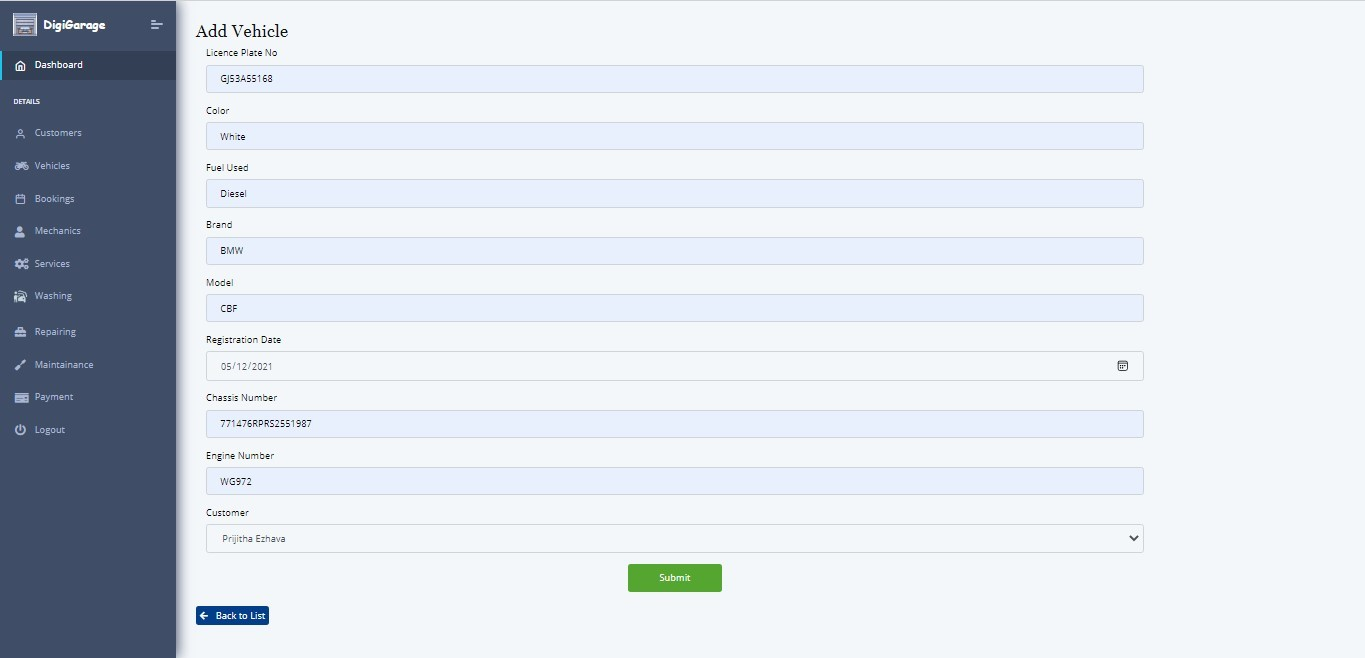 DigiGarage
Dashboard
DETAILS
Customers
Vehicles
Bookings
Mechanics
Services
Washing
Repairing
Maintainance
Payment
Logout
Add Vehicle
Licence Plate No
GJ53A55168
Color
White
Fuel Used
Diesel
Brand
BMW
Model
CBF
Registration Date
05/12/2021
Chassis Number
771476RPRS2551987
Engine Number
WG972
Customer
Prijitha Ezhava
Submit
Back to List